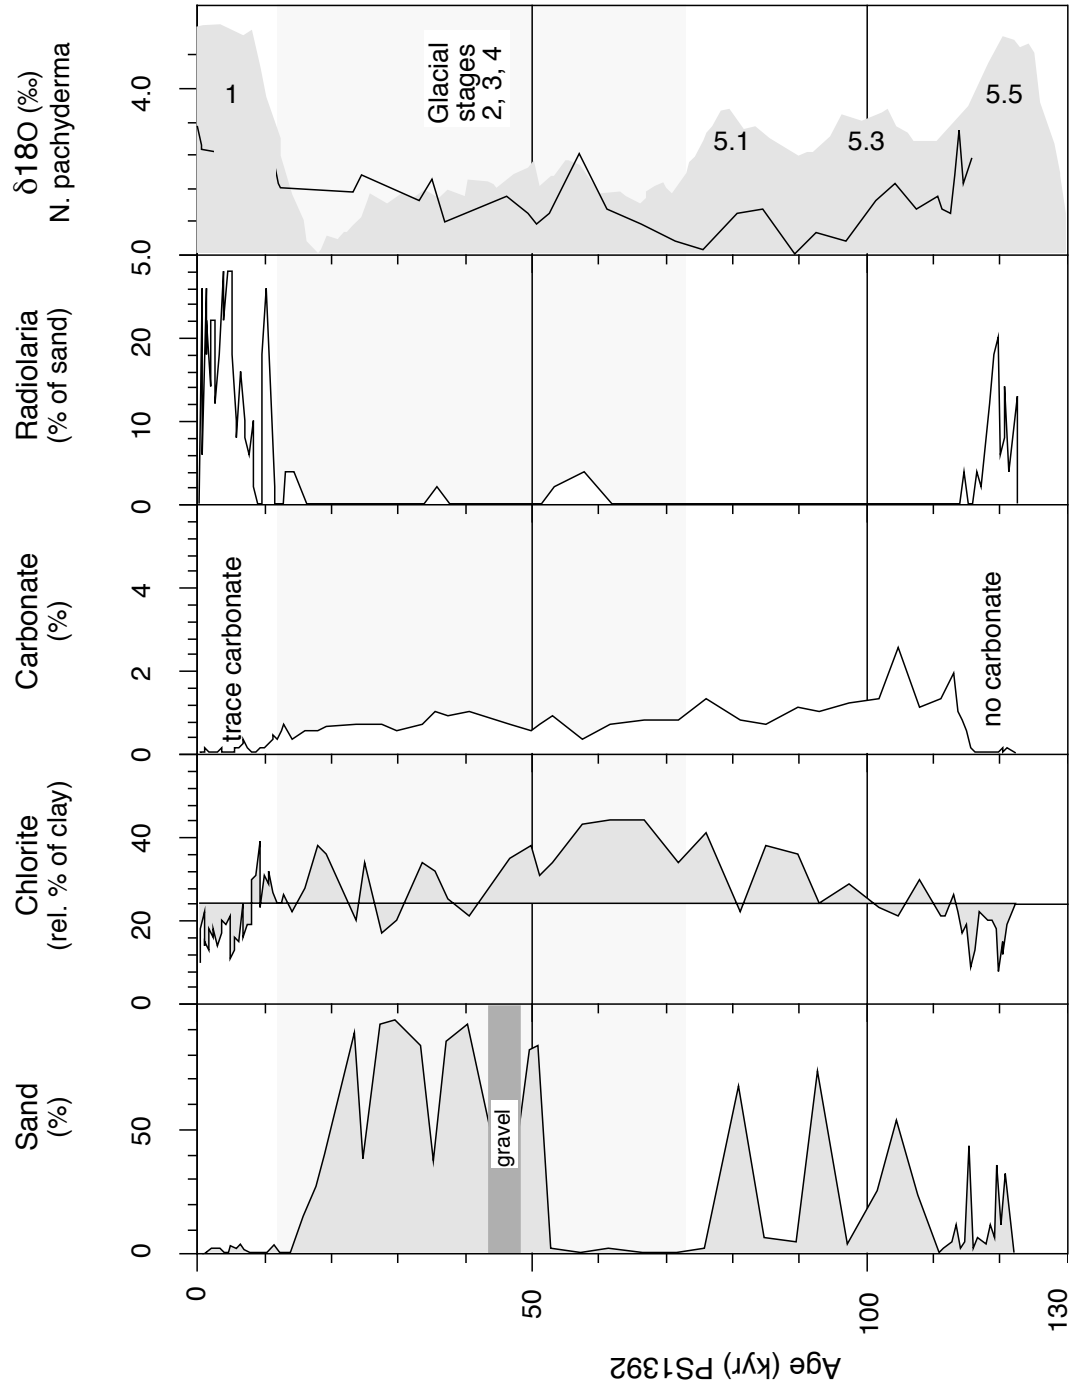 δ18O (‰)
N. pachyderma
4.0
5.0
1
Glacial
stages
2, 3, 4
5.1
5.3
5.5
Radiolaria
(% of sand)
20
10
0
Carbonate
(%)
4
2
0
trace carbonate
no carbonate
Chlorite
(rel. % of clay)
40
20
0
Sand
(%)
50
0
gravel
0
50
100
130
Age (kyr) PS1392